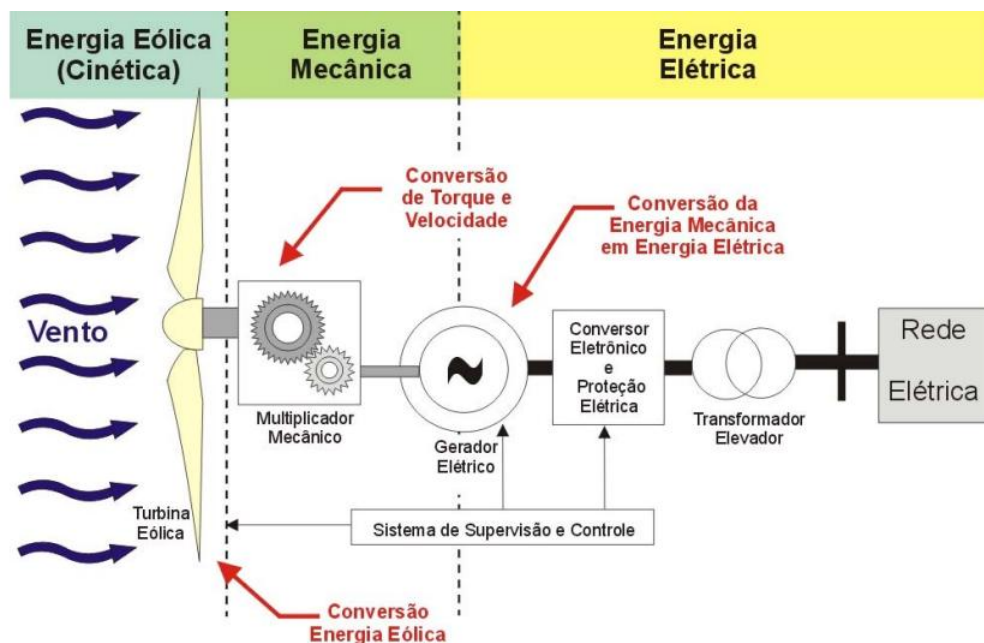 Energia Eólica
(Cinética)
Energia
Mecânica
Energia
Elétrica
Conversão
de Torque e
Velocidade
Conversão da
Energia Mecânica
em Energia Elétrica
Vento
Multiplicador
Mecânico
Gerador
Elétrico
Conversor
Eletrônico
e
Proteção
Elétrica
Transformador
Elevador
Rede
Elétrica
Turbina
Eólica
Sistema de Supervisão e Controle
Conversão
Energia Eólica